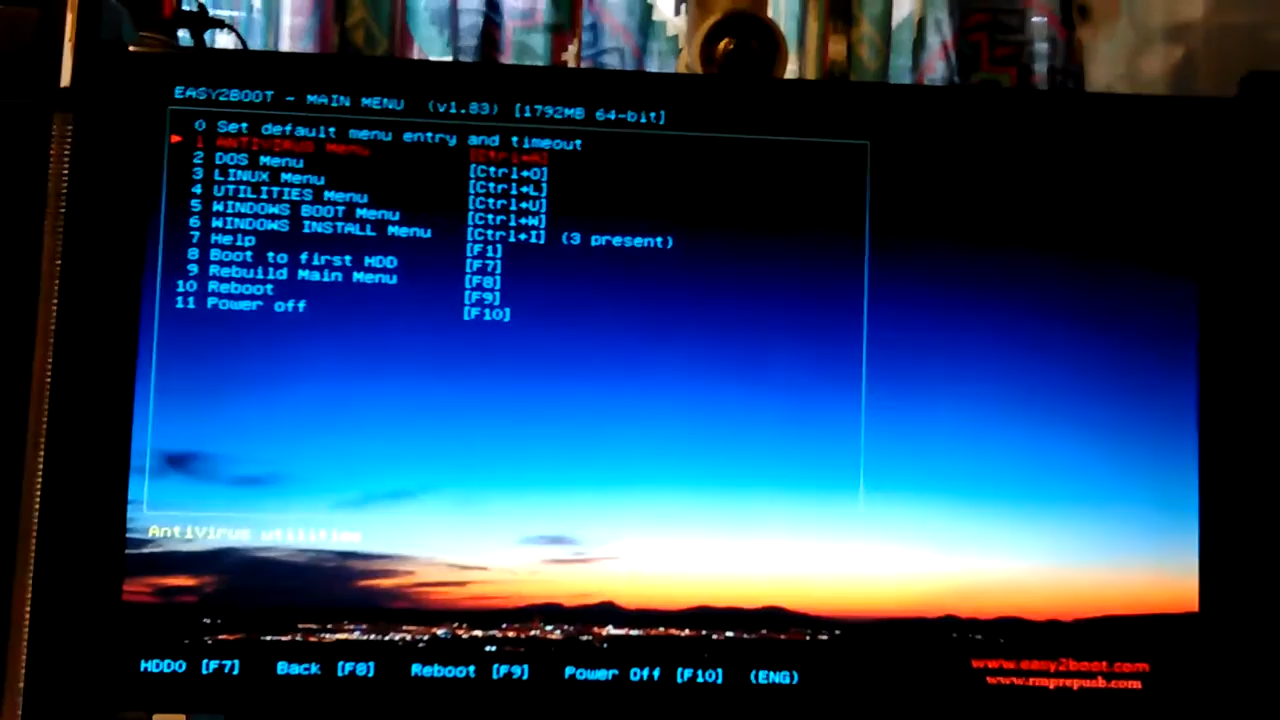 EASY2BOOT - MAIN MENU (v1.83) [1792MB 64-bit]
0 Set default menu entry and timeout
1 ANTIVIRUS Menu [Ctrl+A]
2 DOS Menu [Ctrl+O]
3 LINUX Menu [Ctrl+L]
4 UTILITIES Menu [Ctrl+U]
5 WINDOWS BOOT Menu [Ctrl+W]
6 WINDOWS INSTALL Menu [Ctrl+I] (3 present)
7 Help [F1]
8 Boot to first HDD [F7]
9 Rebuild Main Menu [F8]
10 Reboot [F9]
11 Power off [F10]
AntiVirus utilities
HDD0 [F7] Back [F8] Reboot [F9] Power Off [F10] (ENG)
www.easy2boot.com
www.rmprepusb.com